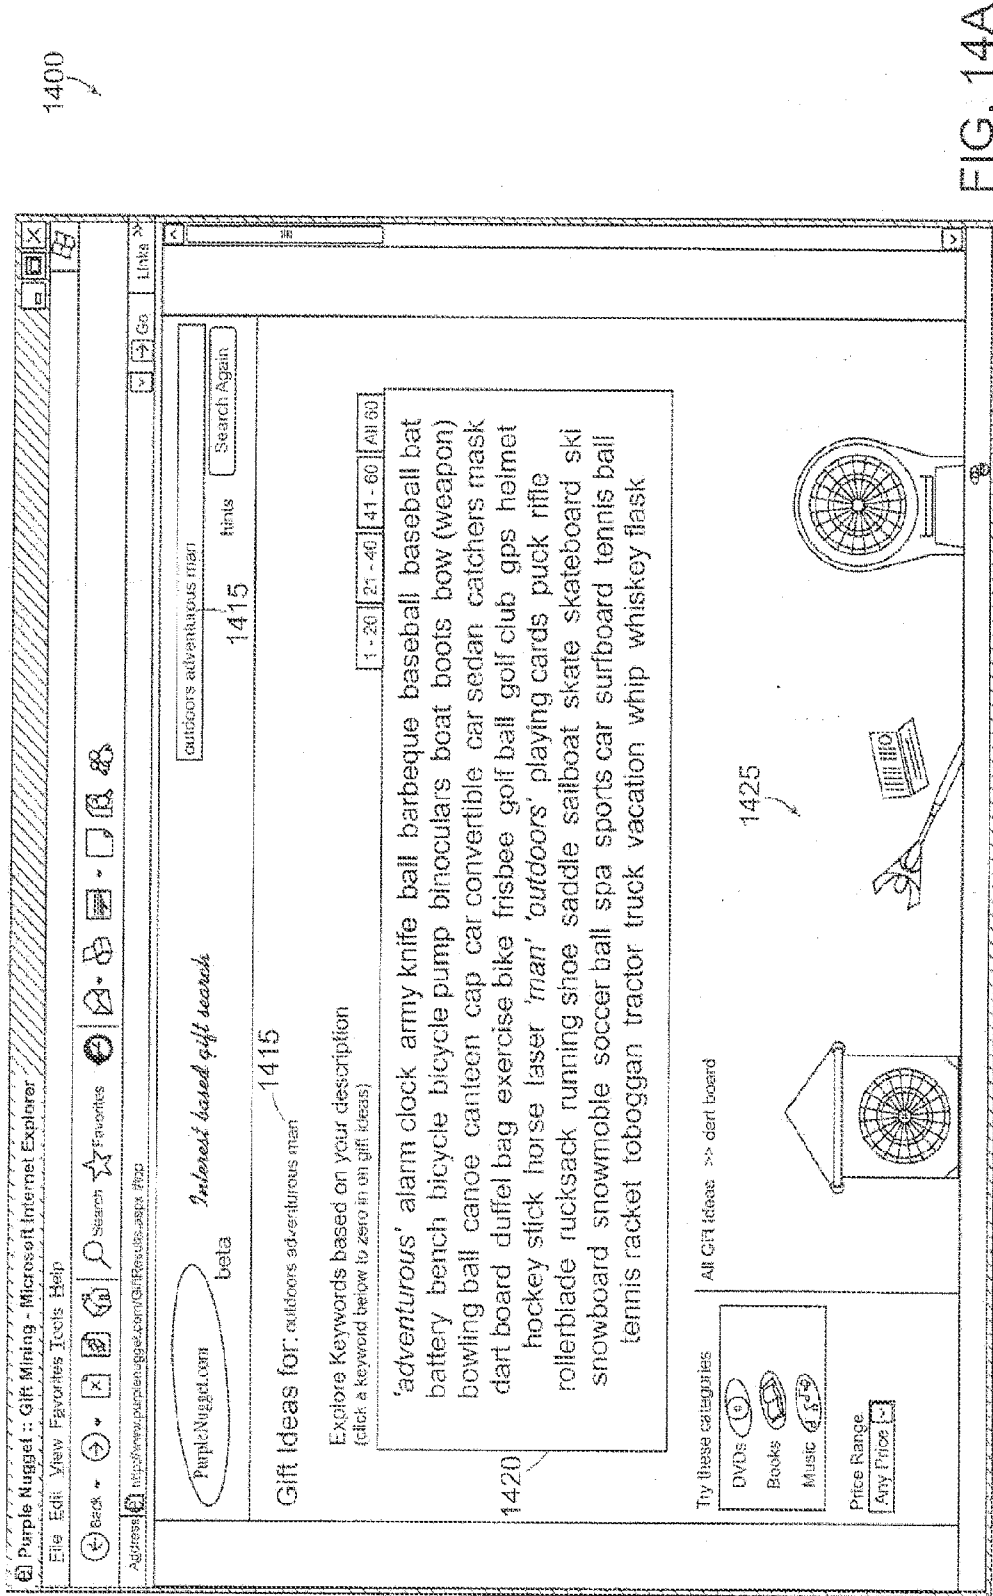 1400
Purple Nugget :: Gift Mining - Microsoft Internet Explorer
File Edit View Favorites Tools Help
Back Search Favorites
Address http://www.purplenugget.com/GiftResults.aspx #top Go Links
PurpleNugget.com
beta
Interest based gift search
outdoors adventurous man
1415
hints
Search Again
Gift Ideas for: outdoors adventurous man
1415
Explore Keywords based on your description
(click a keyword below to zero in on gift ideas)
1 - 20 21 - 40 41 - 60 All 60
'adventurous' alarm clock army knife ball barbeque baseball baseball bat
battery bench bicycle bicycle pump binoculars boat boots bow (weapon)
bowling ball canoe canteen cap car convertible car sedan catchers mask
dart board duffel bag exercise bike frisbee golf ball golf club gps helmet
hockey stick horse laser 'man' 'outdoors' playing cards puck rifle
rollerblade rucksack running shoe saddle sailboat skate skateboard ski
snowboard snowmobile soccer ball spa sports car surfboard tennis ball
tennis racket toboggan tractor truck vacation whip whiskey flask
1420
Try these categories
DVDs
Books
Music
Price Range
Any Price
All Gift Ideas >> dart board
1425
FIG. 14A